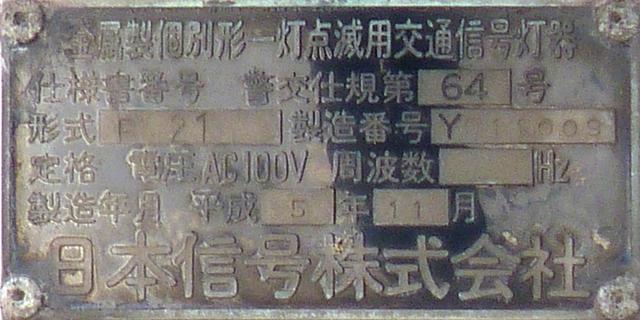 金属製個別形一灯点滅用交通信号灯器
仕様書番号 警交仕規第 64 号
形式 21 製造番号 Y
定格 電圧 AC100V 周波数 Hz
製造年月 平成 5 年 11 月
日本信号株式会社